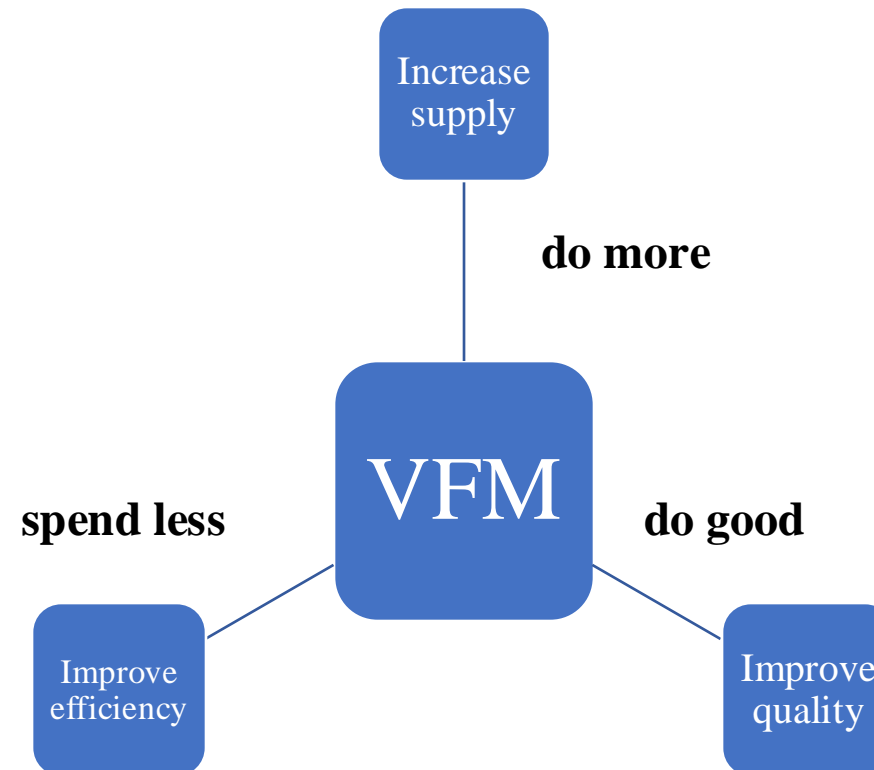 Increase
supply
do more
VFM
spend less
do good
Improve
efficiency
Improve
quality